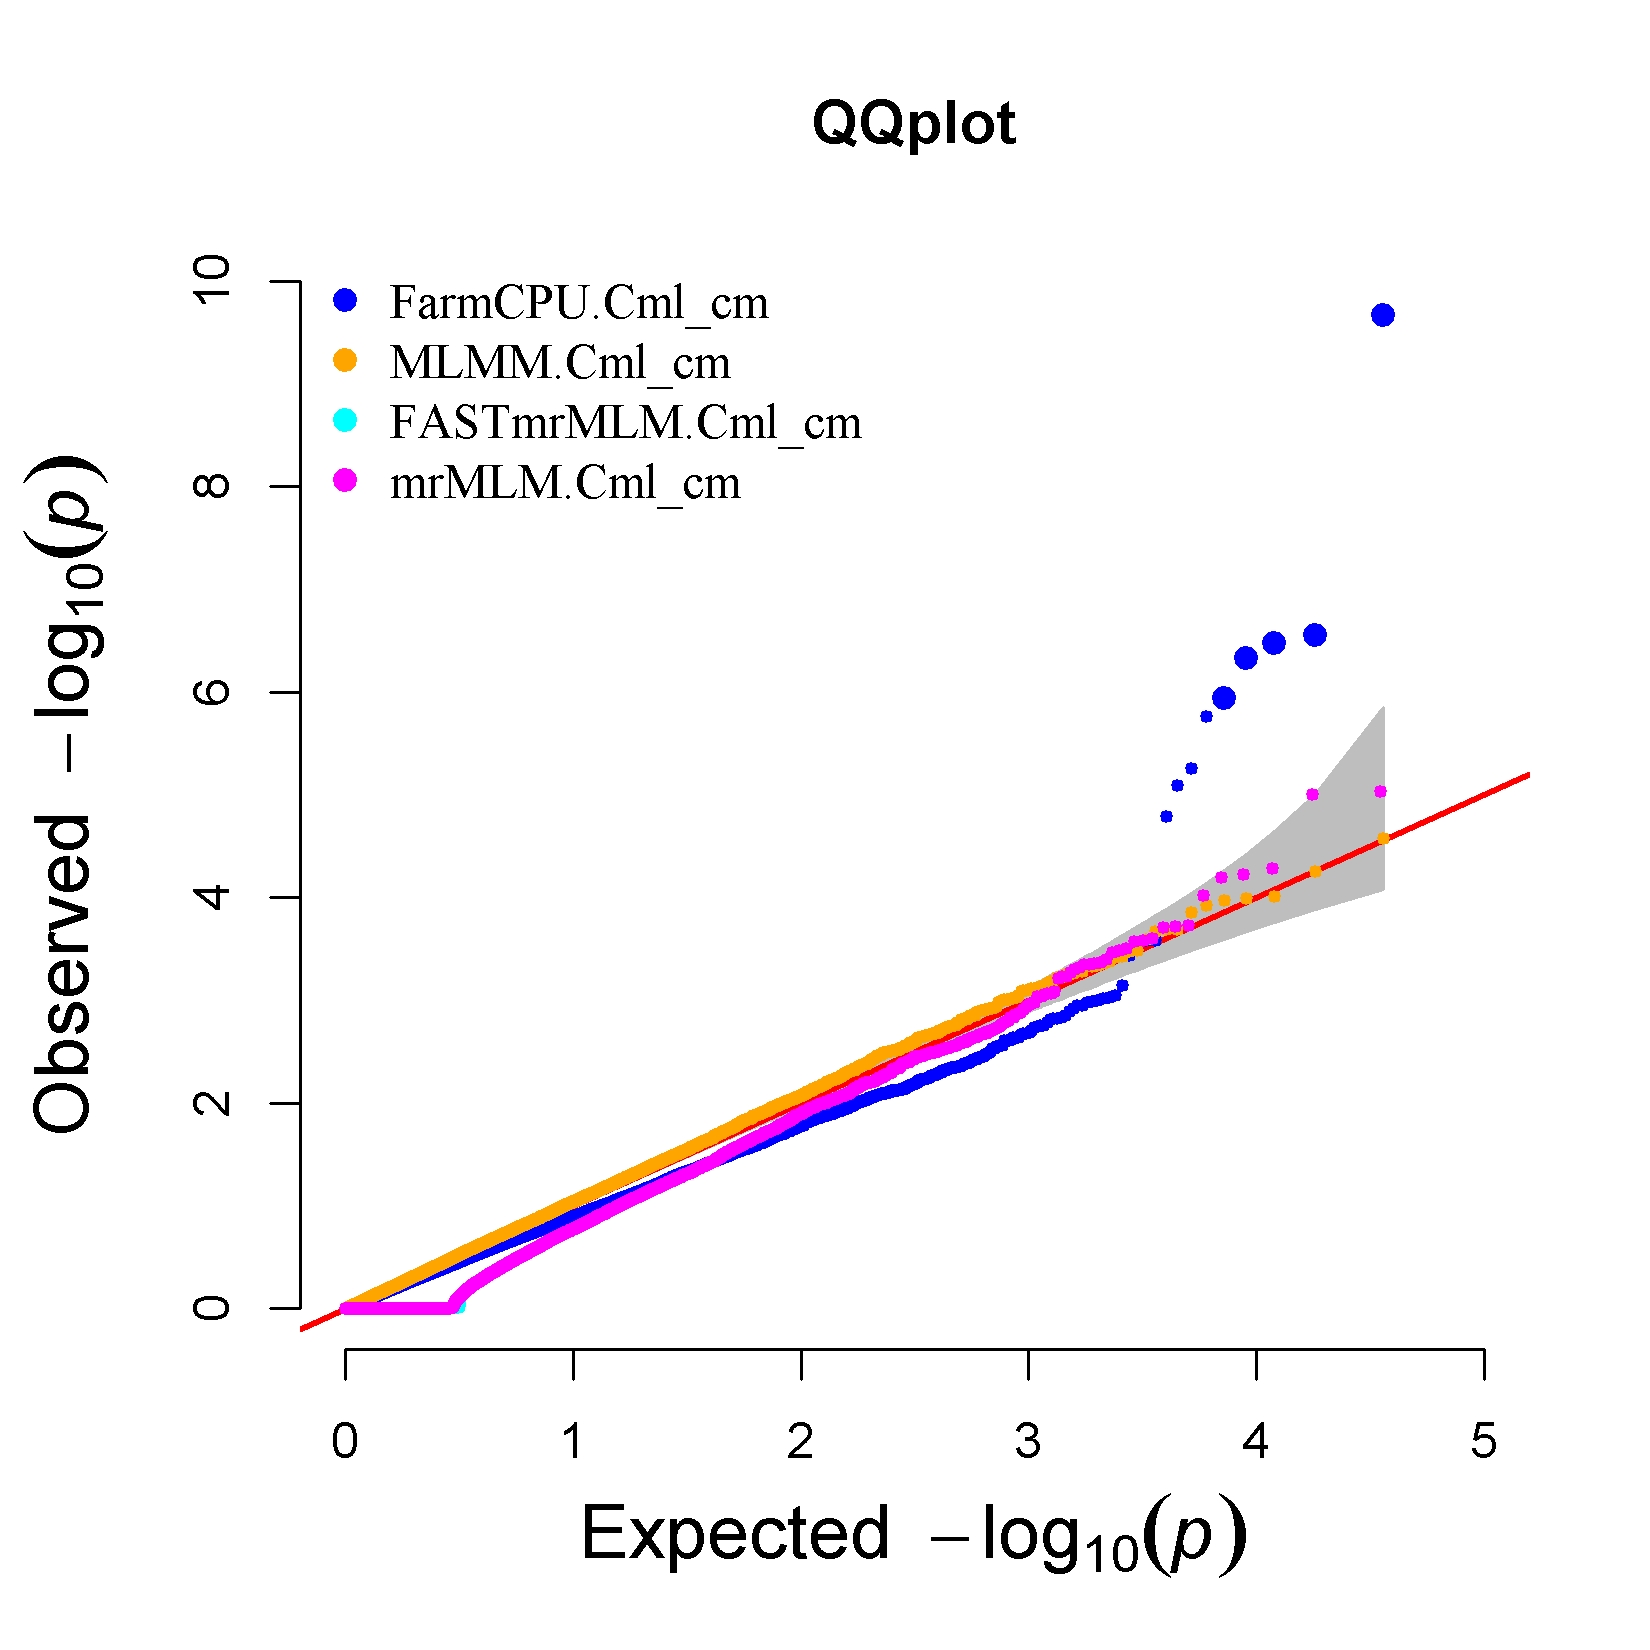 QQplot
FarmCPU.Cml_cm
MLMM.Cml_cm
FASTmrMLM.Cml_cm
mrMLM.Cml_cm
Observed −log₁₀(p)
10
8
6
4
2
0
0 1 2 3 4 5
Expected −log₁₀(p)